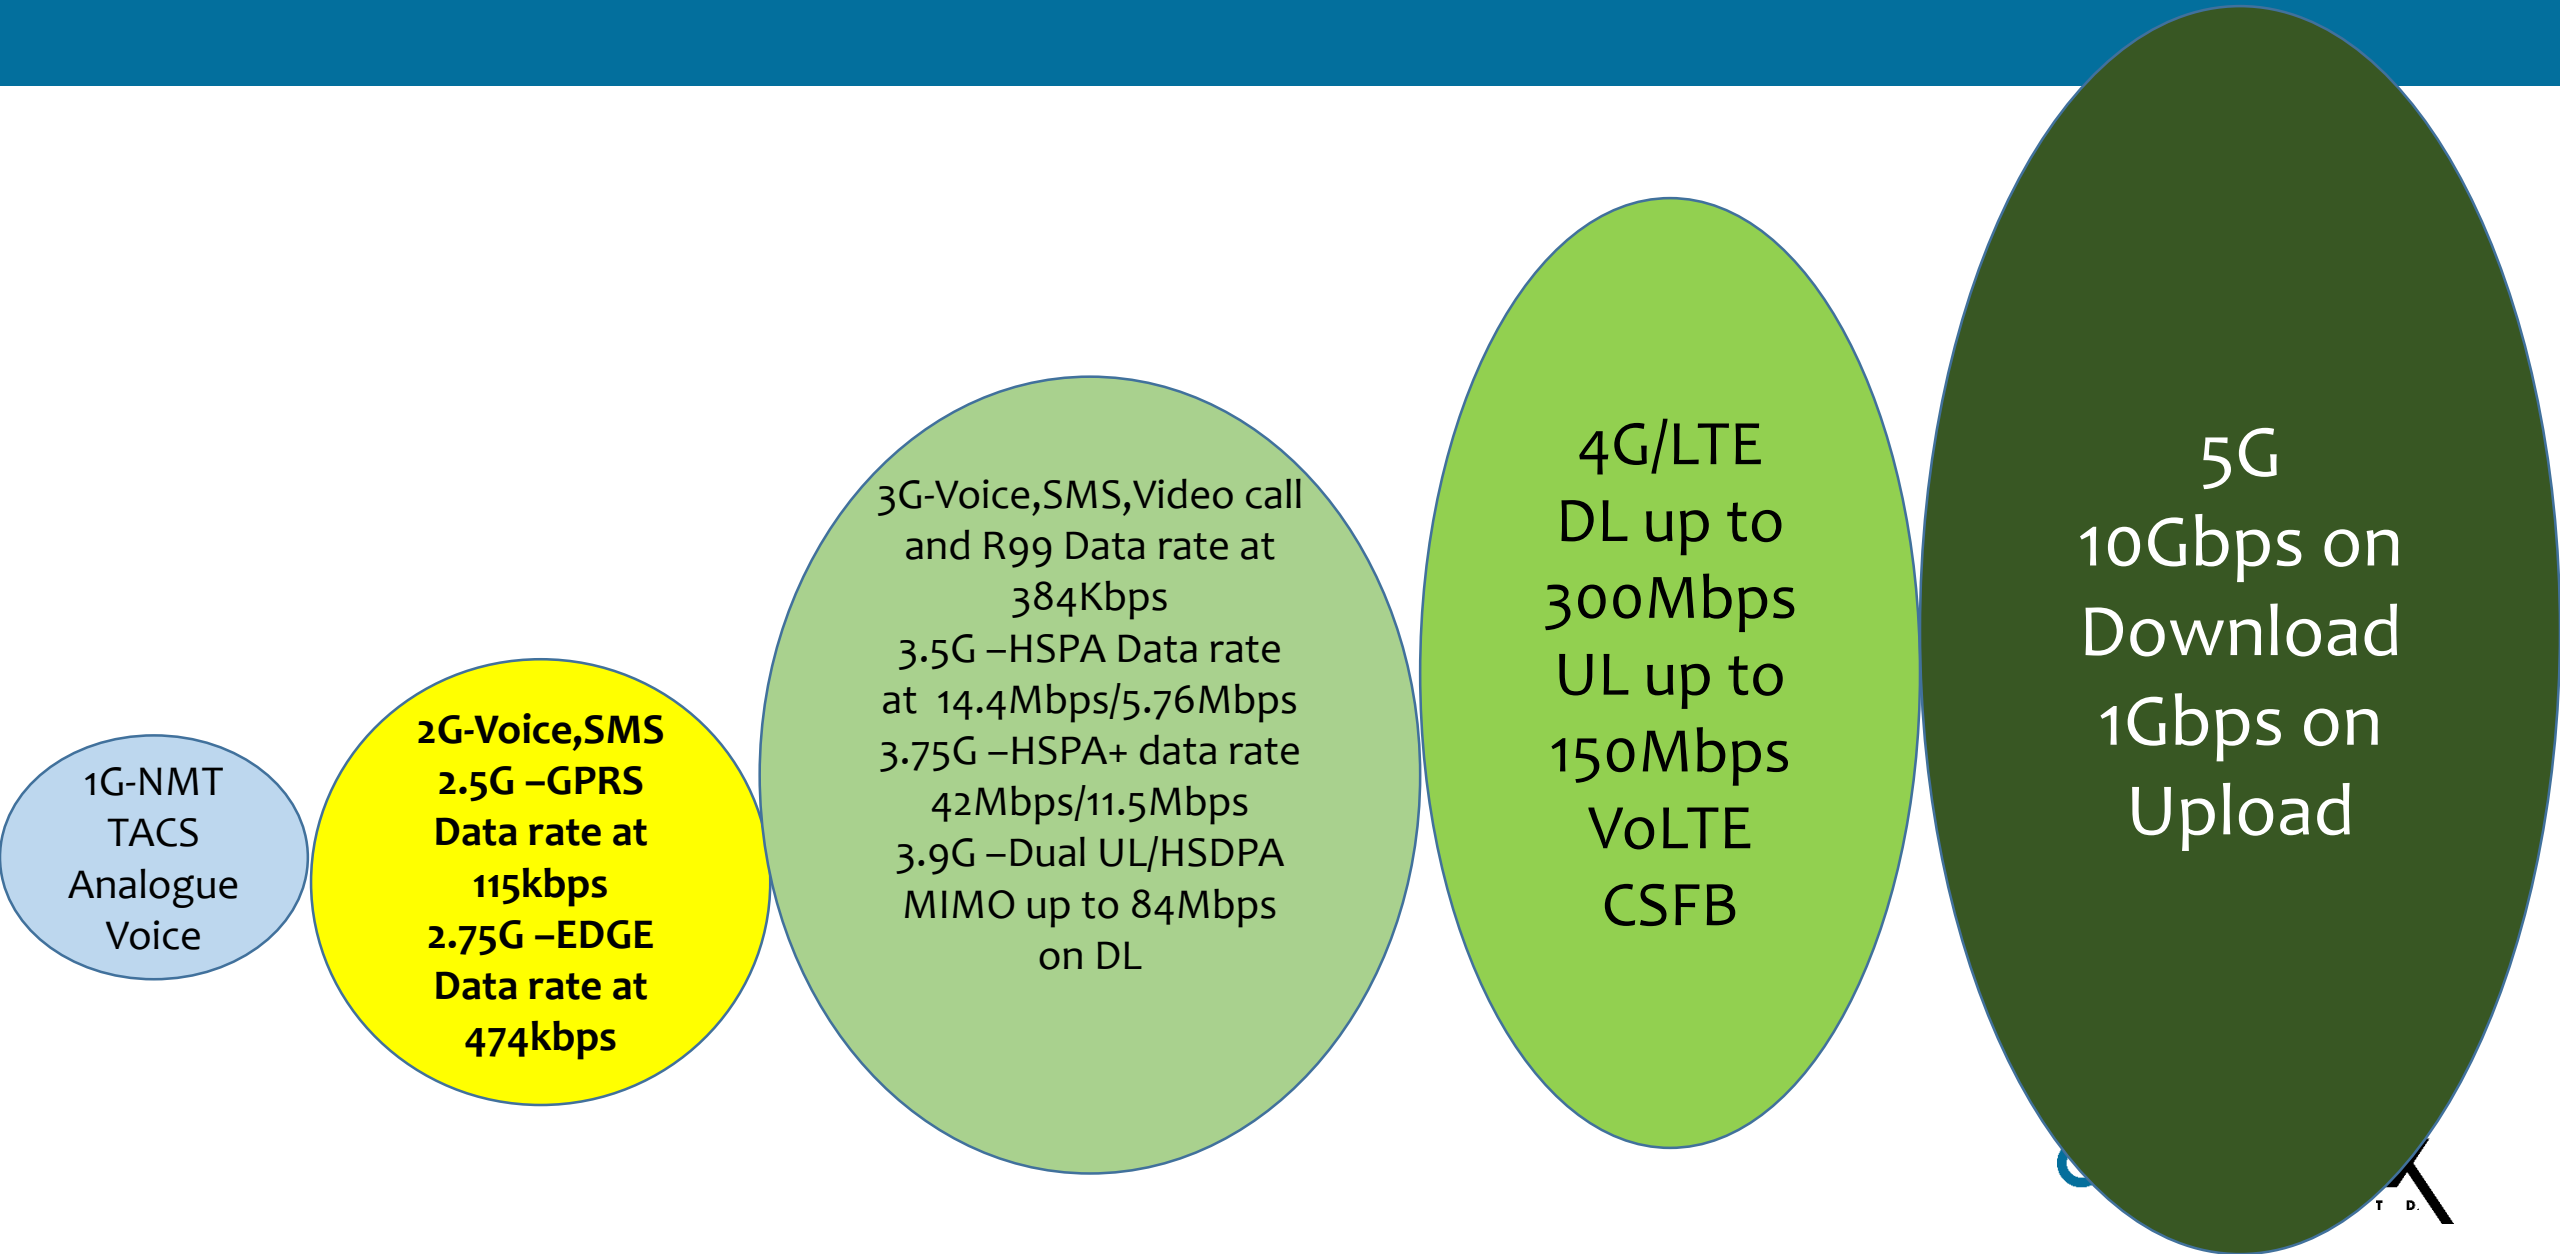 1G-NMT
TACS
Analogue
Voice
2G-Voice,SMS
2.5G –GPRS
Data rate at
115kbps
2.75G –EDGE
Data rate at
474kbps
3G-Voice,SMS,Video call
and R99 Data rate at
384Kbps
3.5G –HSPA Data rate
at  14.4Mbps/5.76Mbps
3.75G –HSPA+ data rate
42Mbps/11.5Mbps
3.9G –Dual UL/HSDPA
MIMO up to 84Mbps
on DL
4G/LTE
DL up to
300Mbps
UL up to
150Mbps
VoLTE
CSFB
5G
10Gbps on
Download
1Gbps on
Upload
T D.